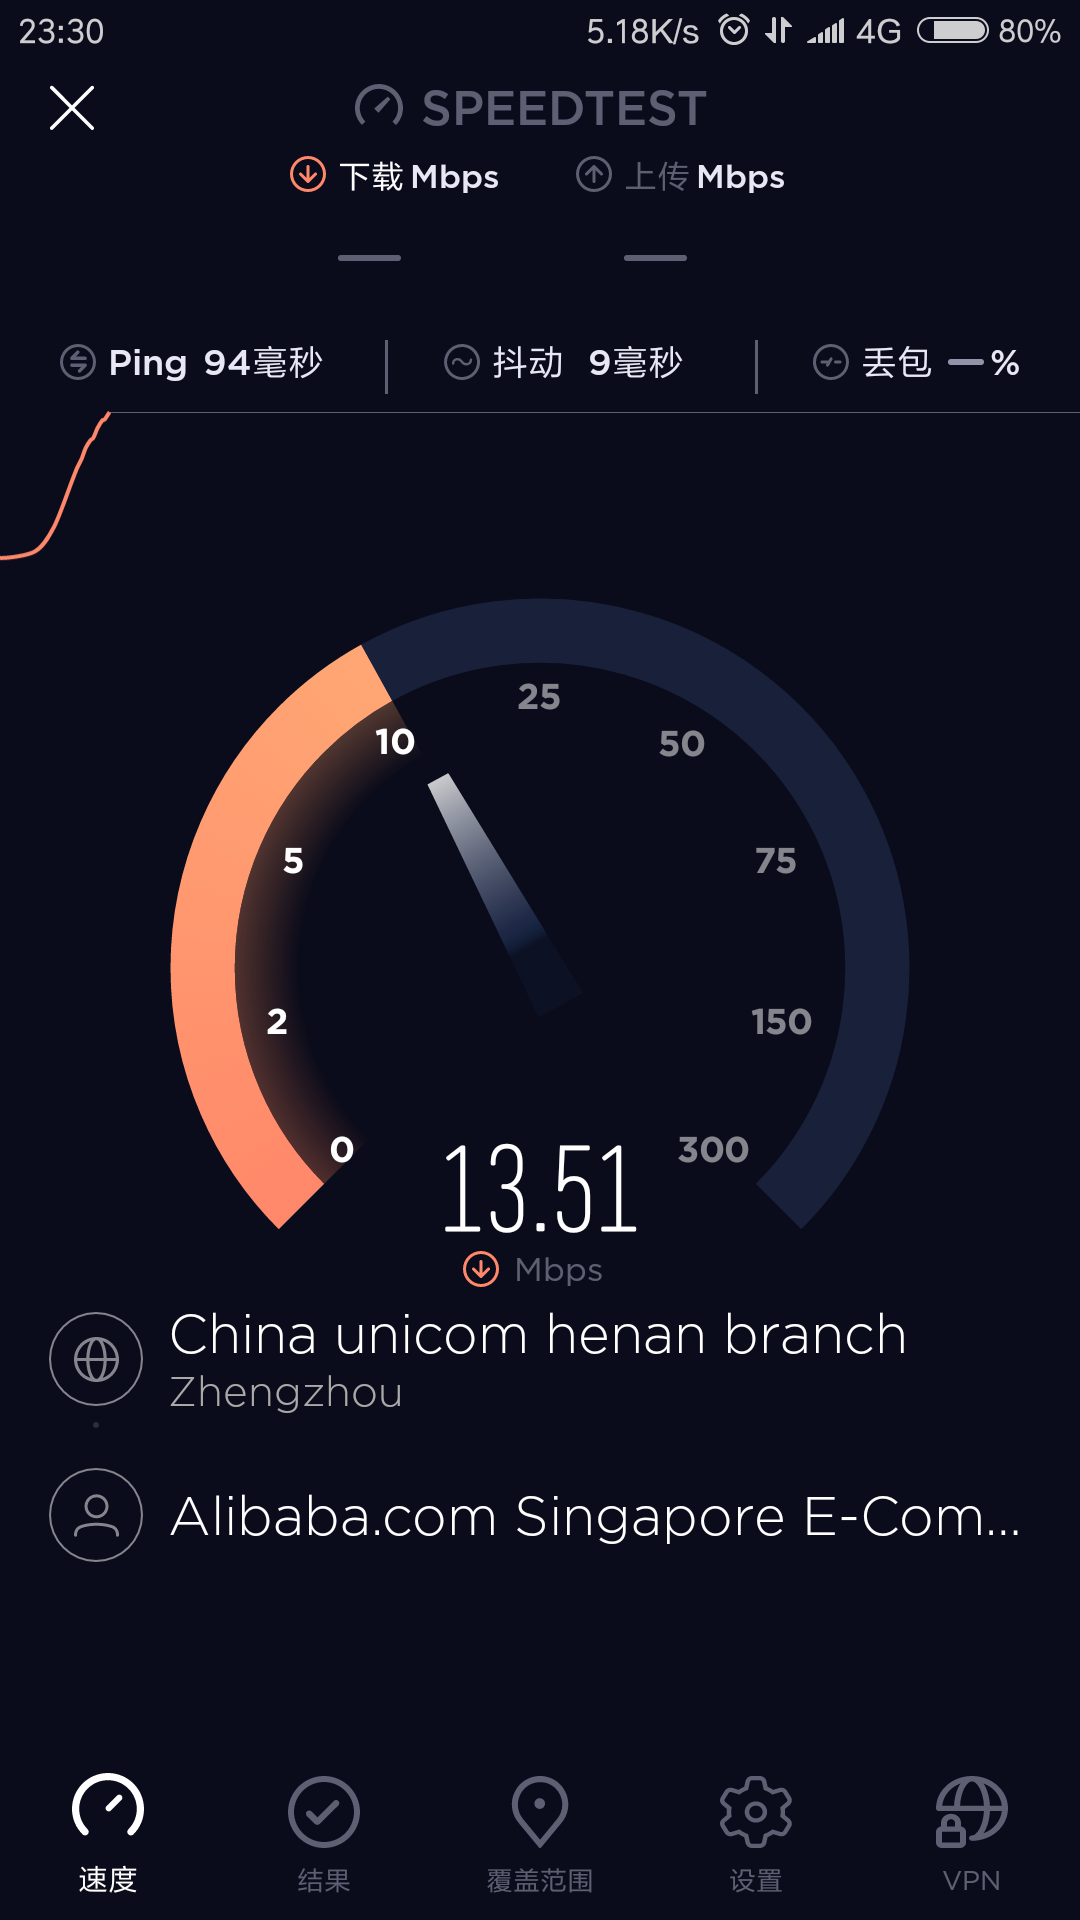 23:30 5.18K/s 4G 80%
SPEEDTEST
下载 Mbps 上传 Mbps
Ping 94毫秒 抖动 9毫秒 丢包 — %
25
10 50
5 75
2 150
0 300
13.51
Mbps
China unicom henan branch
Zhengzhou
Alibaba.com Singapore E-Com...
速度 结果 覆盖范围 设置 VPN